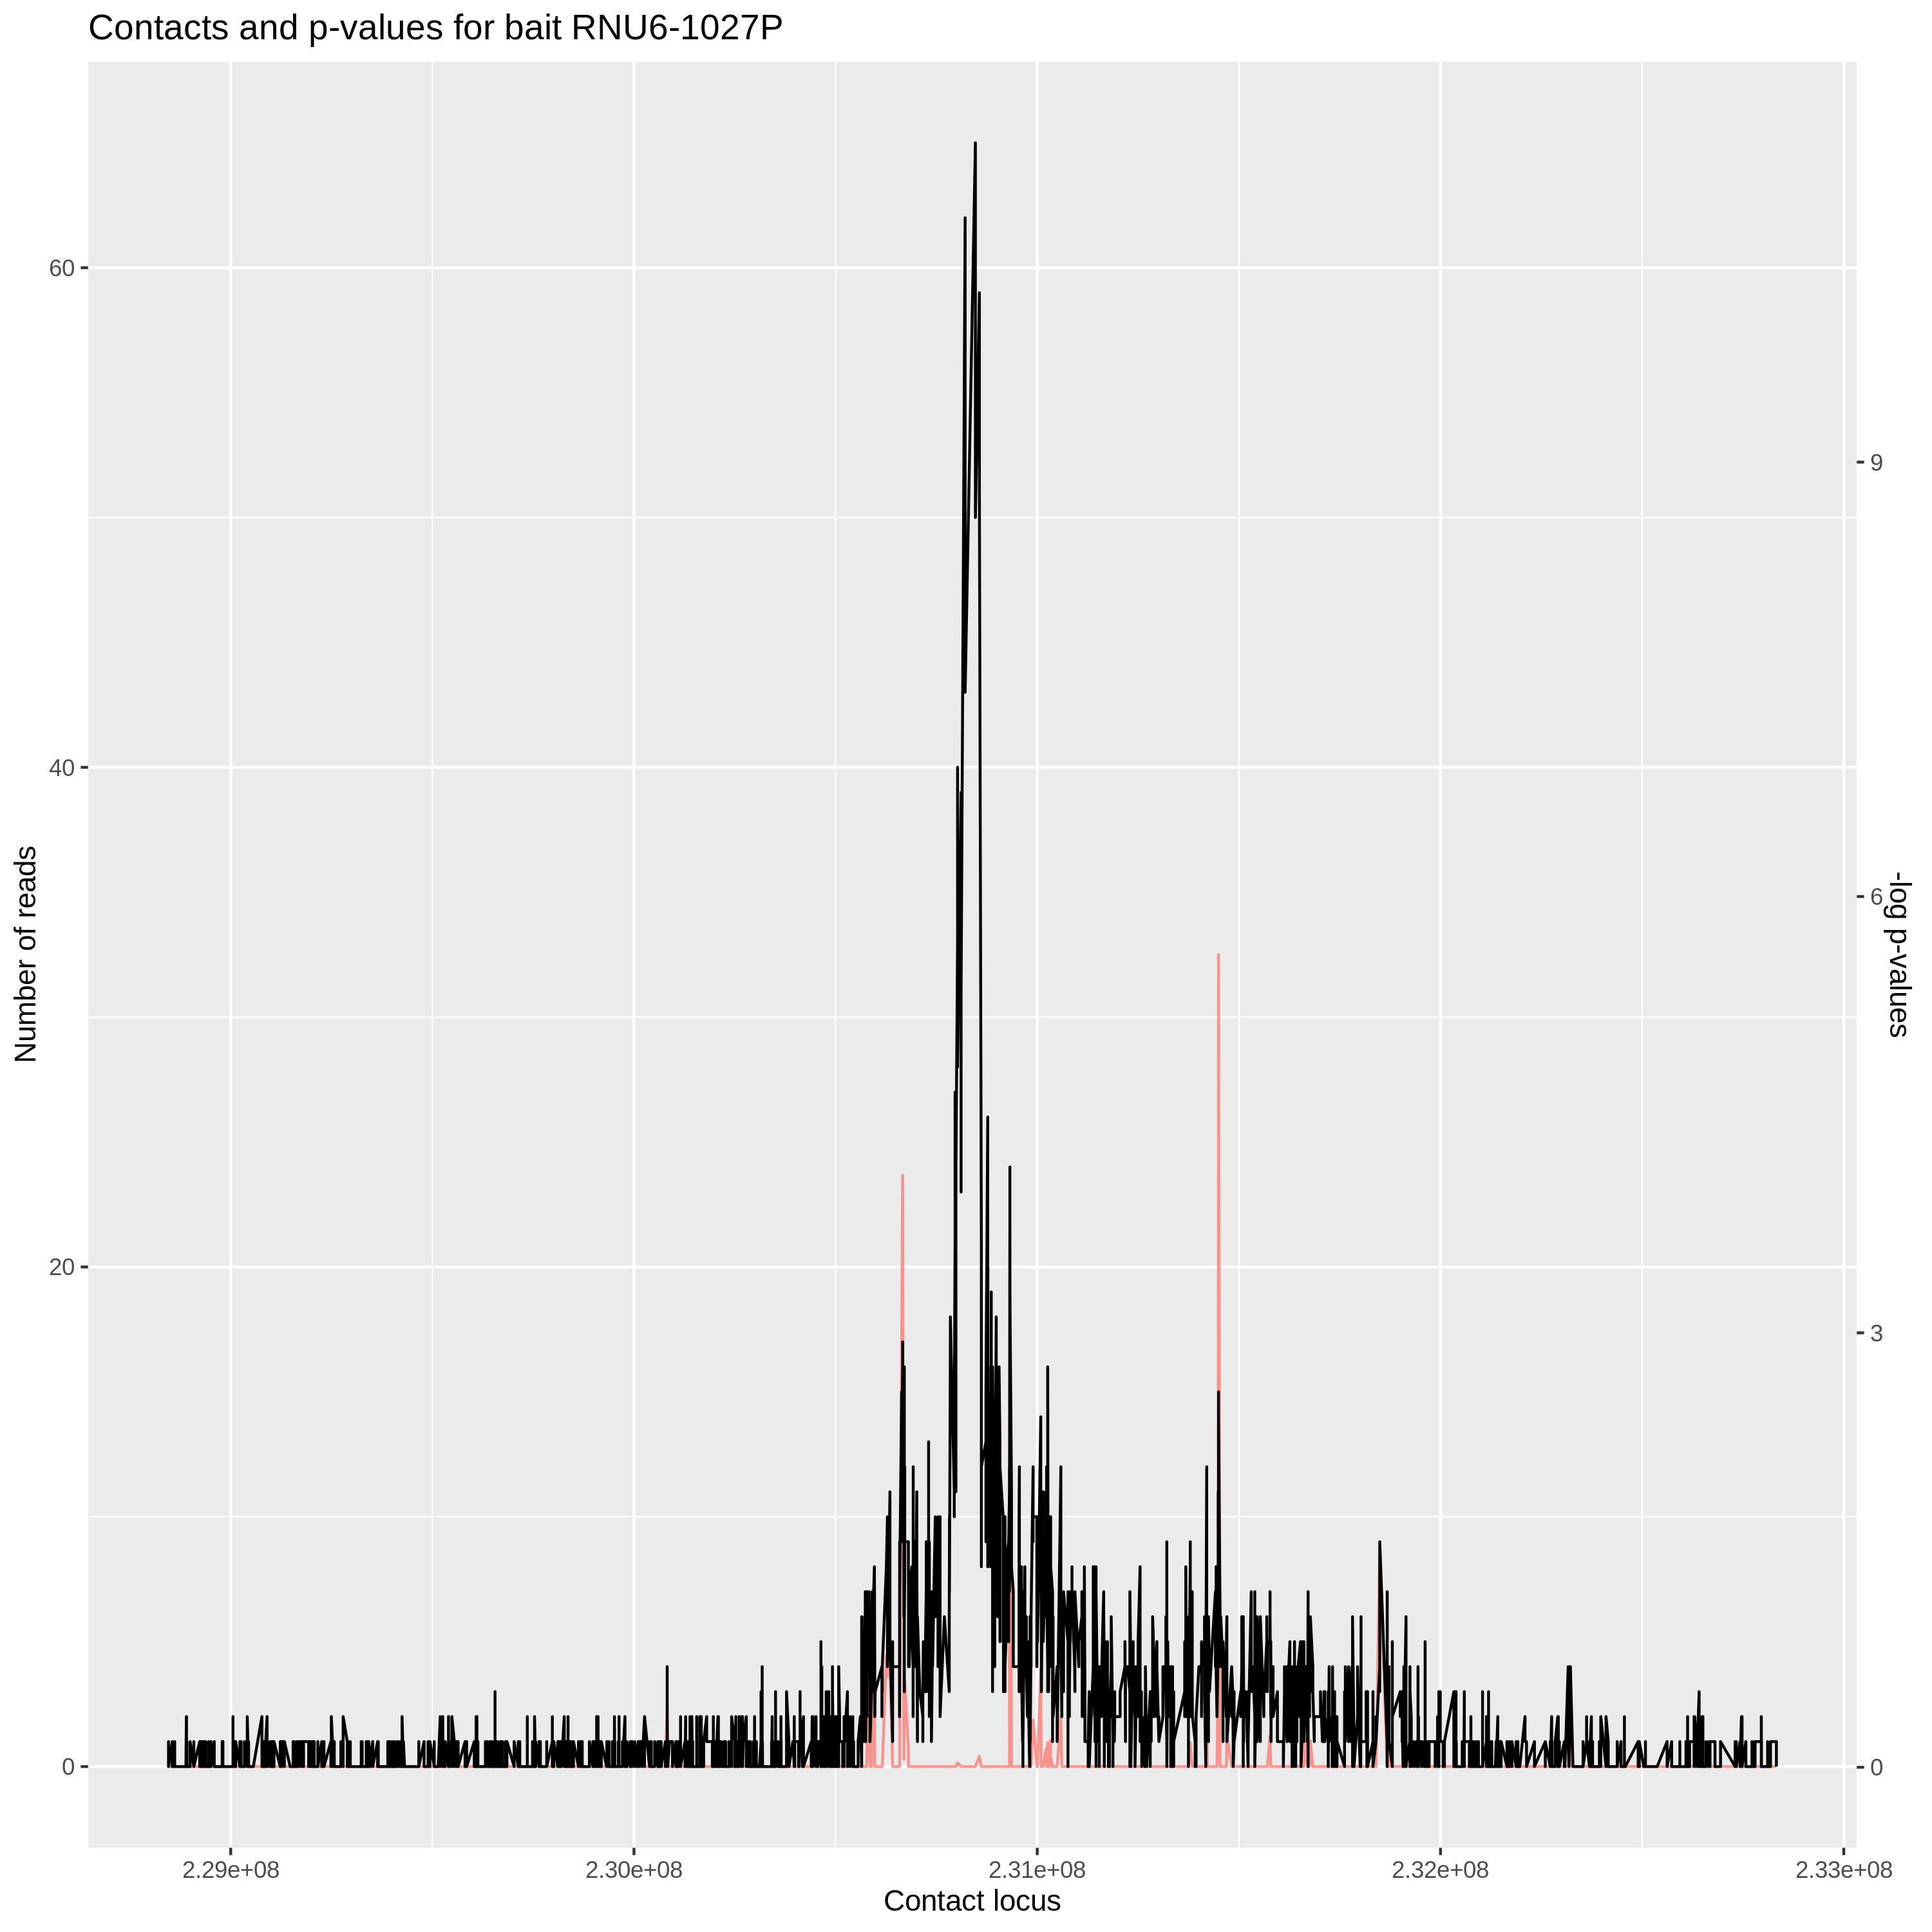 Contacts and p-values for bait RNU6-1027P
60
40
20
0
Number of reads
9
6
3
0
-log p-values
2.29e+08
2.30e+08
2.31e+08
2.32e+08
2.33e+08
Contact locus